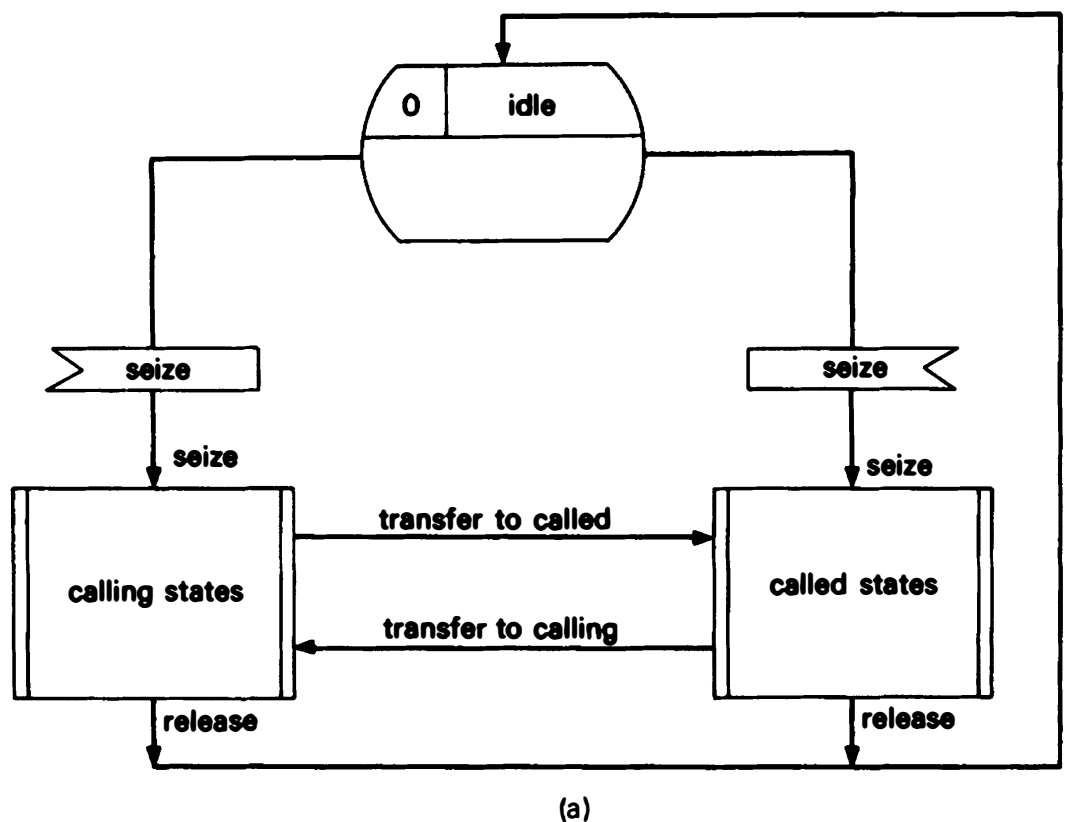 0 idle
seize
seize
seize
seize
transfer to called
calling states
called states
transfer to calling
release
release
(a)